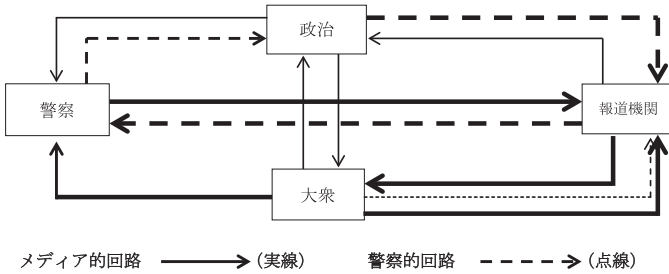 政治
警察
報道機関
大衆
メディア的回路 (実線) 警察的回路 (点線)